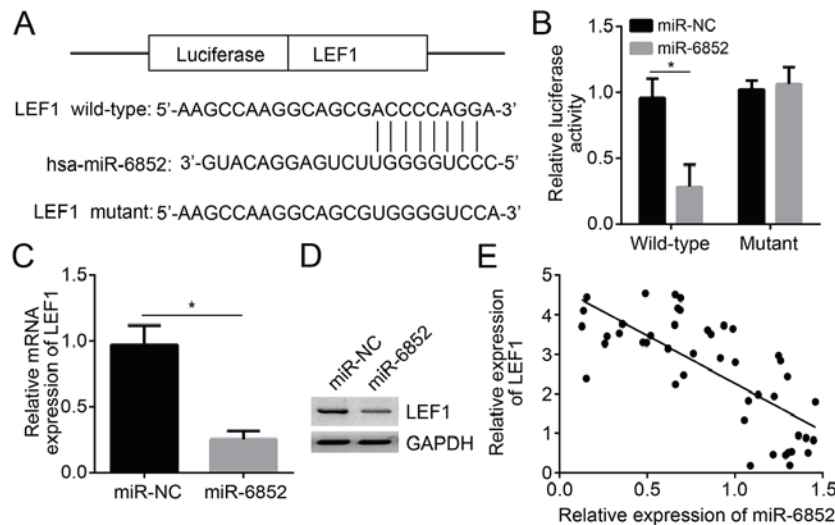 A
Luciferase LEF1
LEF1 wild-type: 5'-AAGCCAAGGCAGCGACCCCAGGA-3'
hsa-miR-6852: 3'-GUACAGGAGUCUUGGGGUCCC-5'
LEF1 mutant: 5'-AAGCCAAGGCAGCGUGGGGUCCA-3'
B
miR-NC
miR-6852
*
Relative luciferase
activity
1.5
1.0
0.5
0.0
Wild-type Mutant
C
Relative mRNA
expression of LEF1
1.5
1.0
0.5
0.0
*
miR-NC miR-6852
D
miR-NC
miR-6852
LEF1
GAPDH
E
Relative expression
of LEF1
5
4
3
2
1
0
0.0 0.5 1.0 1.5
Relative expression of miR-6852